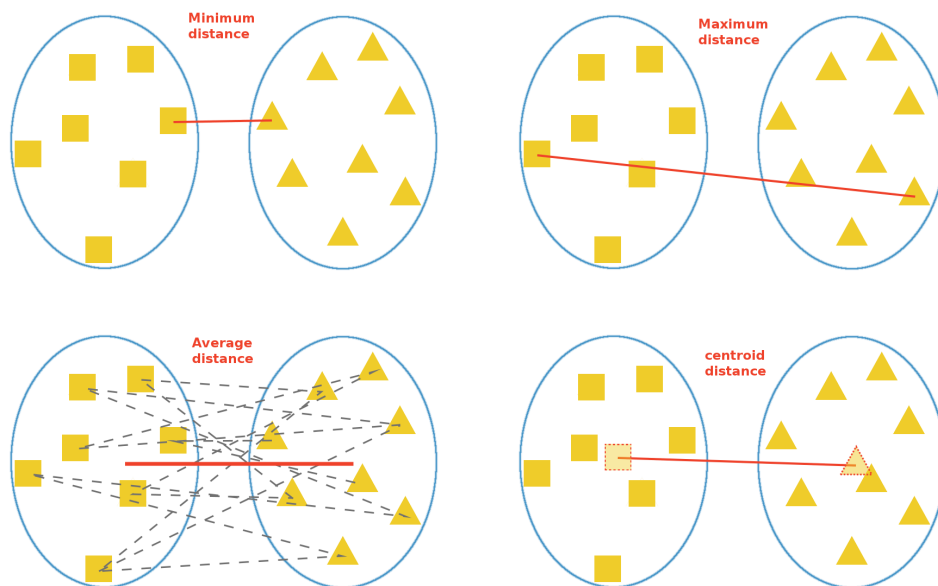 Minimum
distance
Maximum
distance
Average
distance
centroid
distance